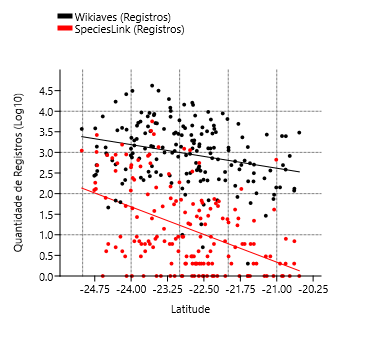 Wikiaves (Registros)
SpeciesLink (Registros)
Quantidade de Registros (Log10)
4.5
4.0
3.5
3.0
2.5
2.0
1.5
1.0
0.5
0.0
-24.75 -24.00 -23.25 -22.50 -21.75 -21.00 -20.25
Latitude